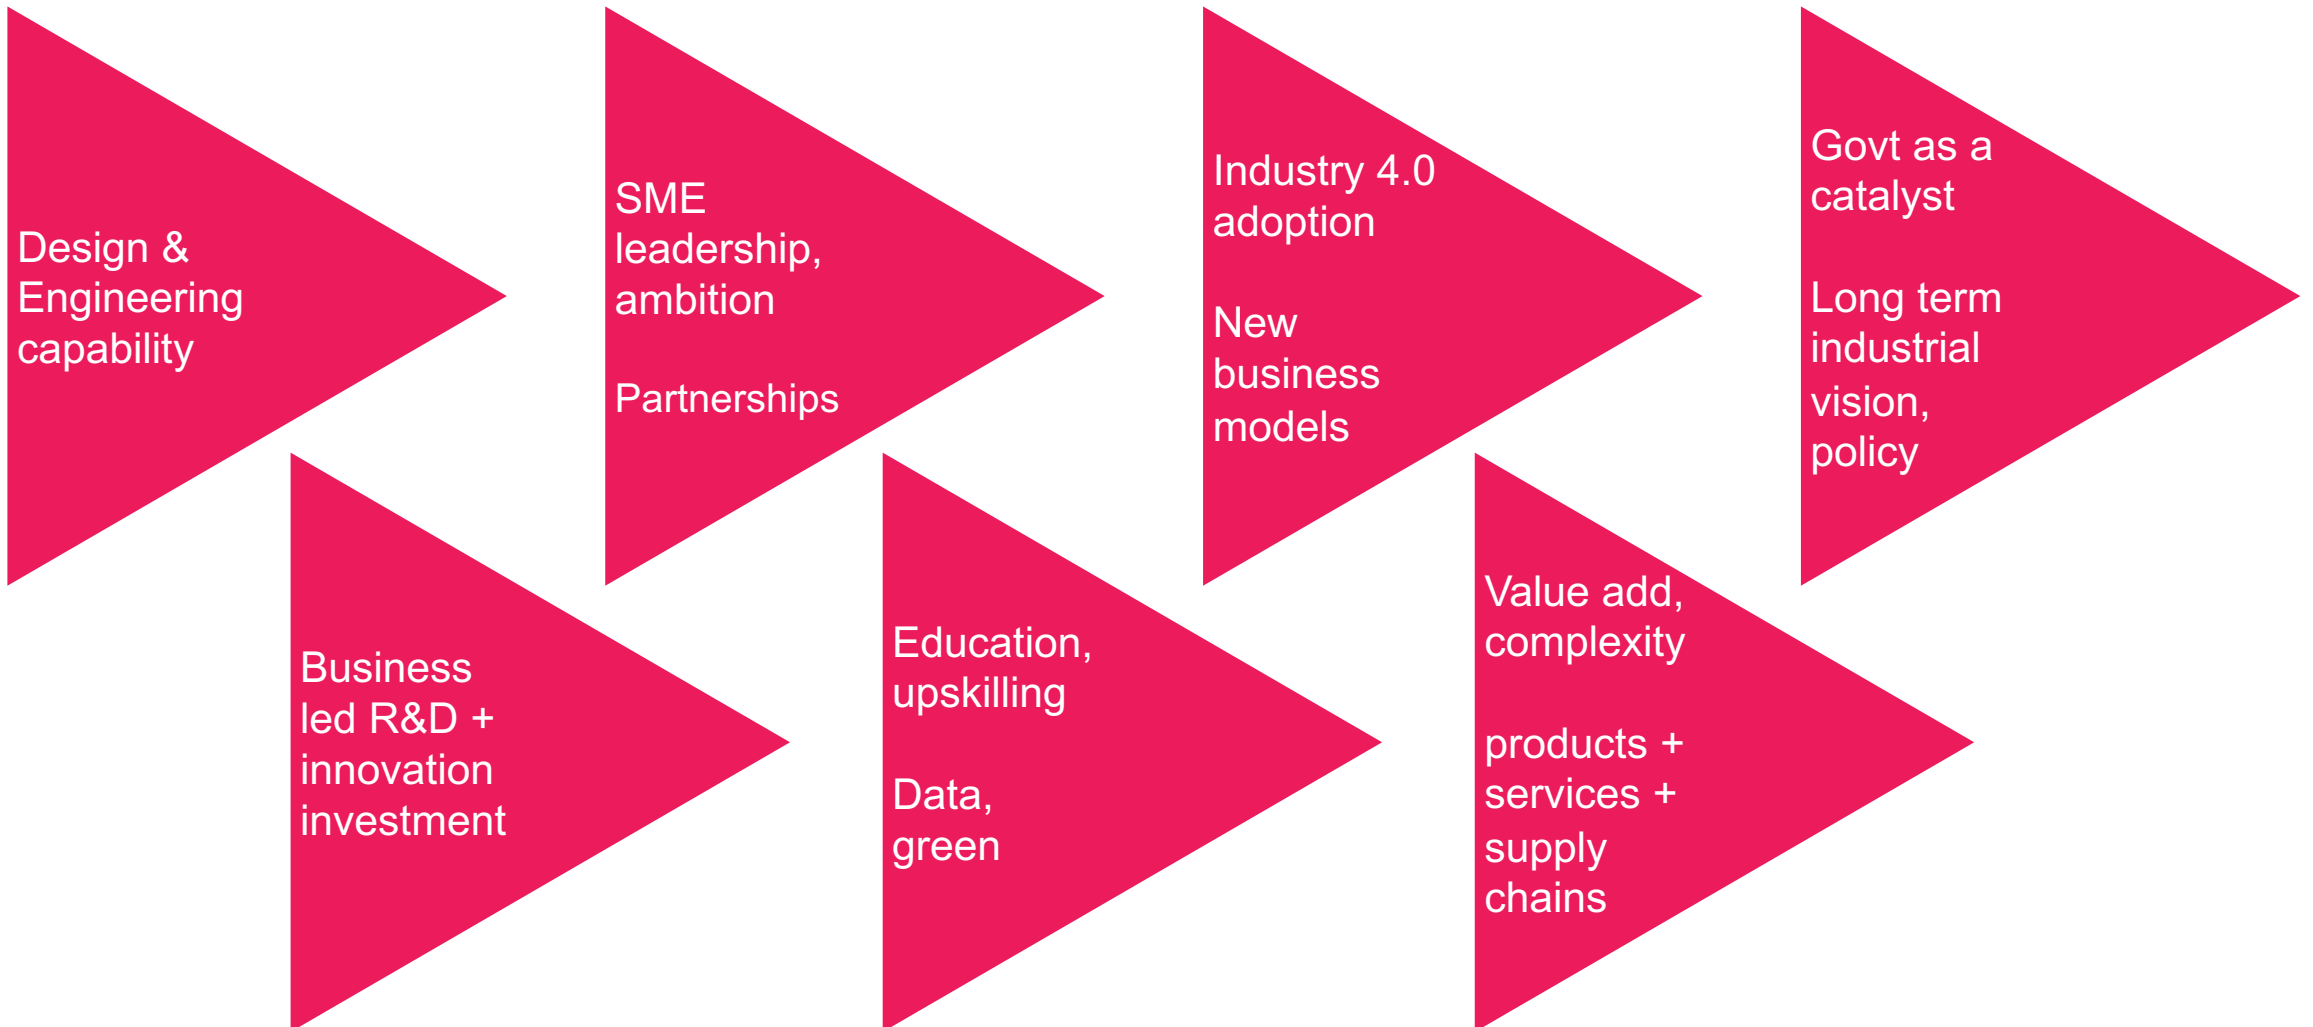 Design &
Engineering
capability
SME
leadership,
ambition
Partnerships
Industry 4.0
adoption
New
business
models
Govt as a
catalyst
Long term
industrial
vision,
policy
Business
led R&D +
innovation
investment
Education,
upskilling
Data,
green
Value add,
complexity
products +
services +
supply
chains